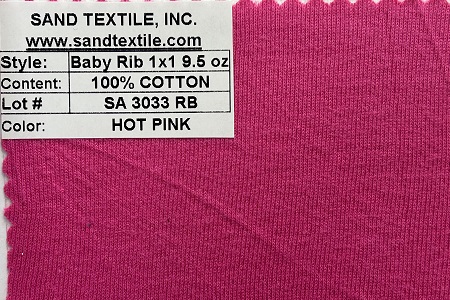 SAND TEXTILE, INC.
www.sandtextile.com
Style: Baby Rib 1x1 9.5 oz
Content: 100% COTTON
Lot # SA 3033 RB
Color: HOT PINK